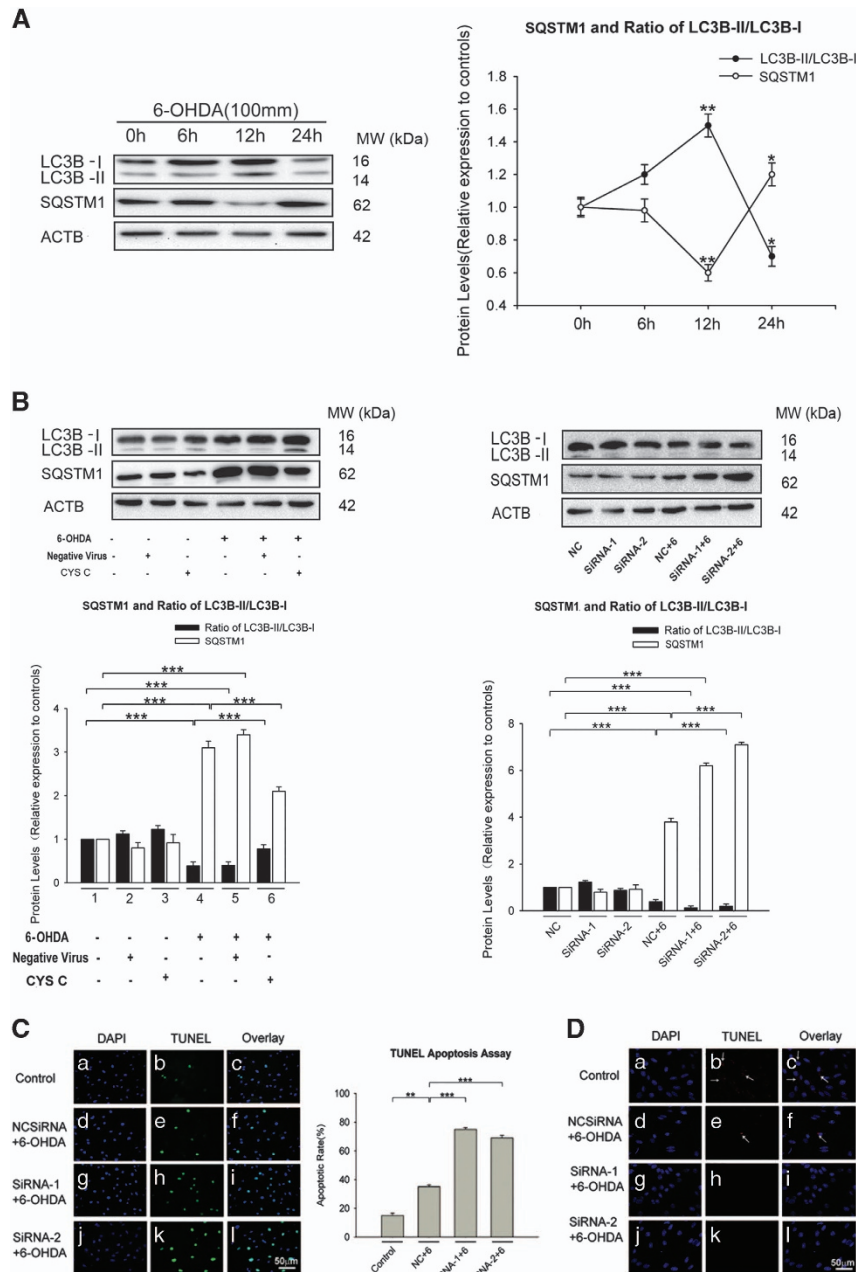 A
6-OHDA(100mm)
0h 6h 12h 24h
MW (kDa)
LC3B -I 16
LC3B -II 14
SQSTM1 62
ACTB 42
SQSTM1 and Ratio of LC3B-II/LC3B-I
LC3B-II/LC3B-I
SQSTM1
Protein Levels(Relative expression to controls)
1.8
1.6
1.4
1.2
1.0
0.8
0.6
0.4
** * ** *
0h 6h 12h 24h
B
MW (kDa)
LC3B -I 16
LC3B -II 14
SQSTM1 62
ACTB 42
6-OHDA - - - + + +
Negative Virus - + - - + -
CYS C - - + - - +
MW (kDa)
LC3B -I 16
LC3B -II 14
SQSTM1 62
ACTB 42
NC SiRNA-1 SiRNA-2 NC+6 SiRNA-1+6 SiRNA-2+6
SQSTM1 and Ratio of LC3B-II/LC3B-I
Ratio of LC3B-II/LC3B-I
SQSTM1
Protein Levels (Relative expression to controls)
4
3
2
1
0
***
***
*** ***
*** ***
1 2 3 4 5 6
6-OHDA - - - + + +
Negative Virus - + - - + -
CYS C - - + - - +
SQSTM1 and Ratio of LC3B-II/LC3B-I
Ratio of LC3B-II/LC3B-I
SQSTM1
Protein Levels (Relative expression to controls)
8
6
4
2
0
***
***
*** ***
*** ***
NC SiRNA-1 SiRNA-2 NC+6 SiRNA-1+6 SiRNA-2+6
C
DAPI TUNEL Overlay
Control a b c
NCSiRNA
+6-OHDA d e f
SiRNA-1
+6-OHDA g h i
SiRNA-2
+6-OHDA j k l
50μm
TUNEL Apoptosis Assay
Apoptotic Rate(%)
100
80
60
40
20
0
** *** ***
Control NC+6 RNA-1+6 RNA-2+6
D
DAPI TUNEL Overlay
Control a b c
NCSiRNA
+6-OHDA d e f
SiRNA-1
+6-OHDA g h i
SiRNA-2
+6-OHDA j k l
50μm